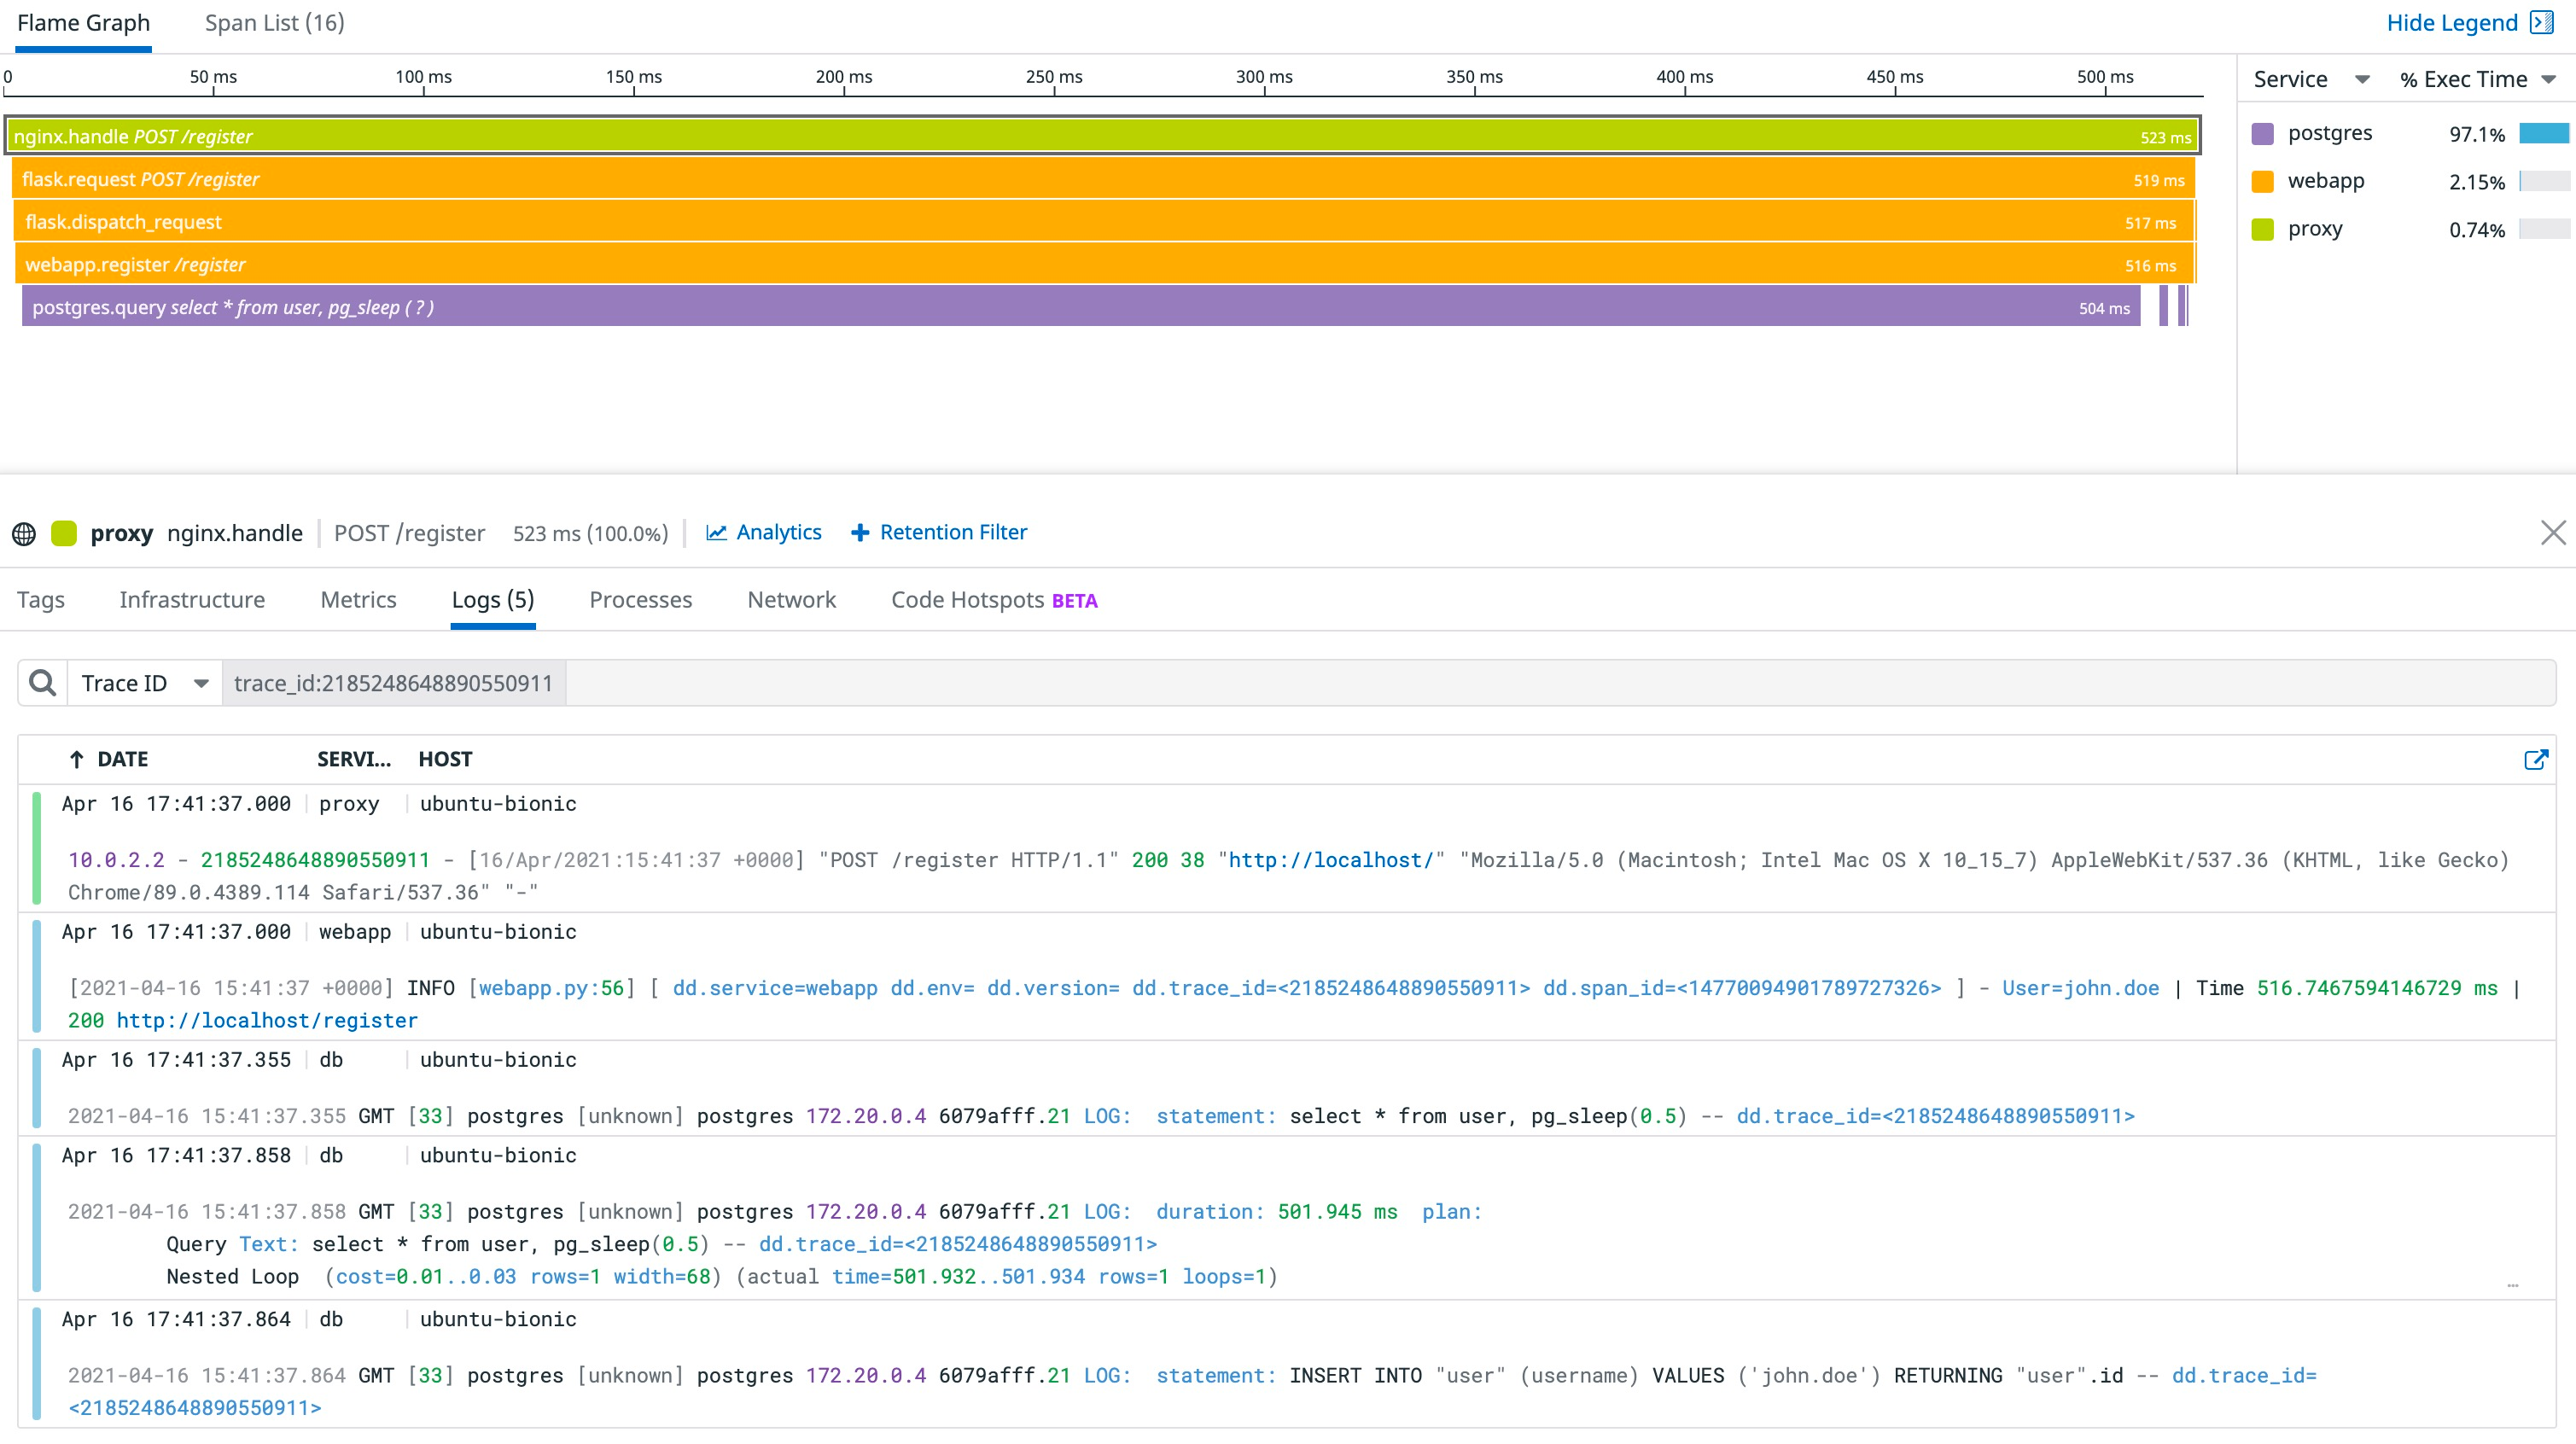 Flame Graph Span List (16) Hide Legend
0 50 ms 100 ms 150 ms 200 ms 250 ms 300 ms 350 ms 400 ms 450 ms 500 ms
Service % Exec Time
nginx.handle POST /register 523 ms
flask.request POST /register 519 ms
flask.dispatch_request 517 ms
webapp.register /register 516 ms
postgres.query select * from user, pg_sleep ( ? ) 504 ms
postgres 97.1%
webapp 2.15%
proxy 0.74%
proxy nginx.handle POST /register 523 ms (100.0%) Analytics Retention Filter
Tags Infrastructure Metrics Logs (5) Processes Network Code Hotspots BETA
Trace ID trace_id:2185248648890550911
↑ DATE SERVI... HOST
Apr 16 17:41:37.000 proxy ubuntu-bionic
10.0.2.2 - 2185248648890550911 - [16/Apr/2021:15:41:37 +0000] "POST /register HTTP/1.1" 200 38 "http://localhost/" "Mozilla/5.0 (Macintosh; Intel Mac OS X 10_15_7) AppleWebKit/537.36 (KHTML, like Gecko)
Chrome/89.0.4389.114 Safari/537.36" "-"
Apr 16 17:41:37.000 webapp ubuntu-bionic
[2021-04-16 15:41:37 +0000] INFO [webapp.py:56] [ dd.service=webapp dd.env= dd.version= dd.trace_id=<2185248648890550911> dd.span_id=<14770094901789727326> ] - User=john.doe | Time 516.7467594146729 ms |
200 http://localhost/register
Apr 16 17:41:37.355 db ubuntu-bionic
2021-04-16 15:41:37.355 GMT [33] postgres [unknown] postgres 172.20.0.4 6079afff.21 LOG:  statement: select * from user, pg_sleep(0.5) -- dd.trace_id=<2185248648890550911>
Apr 16 17:41:37.858 db ubuntu-bionic
2021-04-16 15:41:37.858 GMT [33] postgres [unknown] postgres 172.20.0.4 6079afff.21 LOG:  duration: 501.945 ms  plan:
Query Text: select * from user, pg_sleep(0.5) -- dd.trace_id=<2185248648890550911>
Nested Loop  (cost=0.01..0.03 rows=1 width=68) (actual time=501.932..501.934 rows=1 loops=1) …
Apr 16 17:41:37.864 db ubuntu-bionic
2021-04-16 15:41:37.864 GMT [33] postgres [unknown] postgres 172.20.0.4 6079afff.21 LOG:  statement: INSERT INTO "user" (username) VALUES ('john.doe') RETURNING "user".id -- dd.trace_id=
<2185248648890550911>